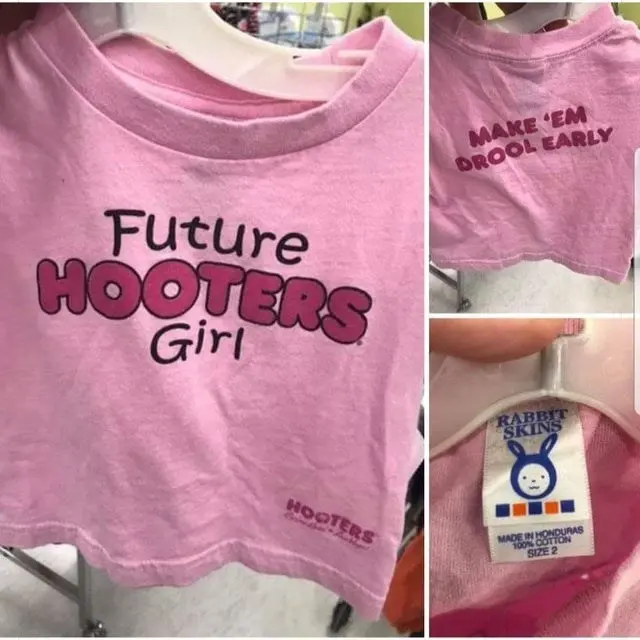 Future
HOOTERS
Girl
HOOTERS
MAKE 'EM
DROOL EARLY
RABBIT
SKINS
MADE IN HONDURAS
100% COTTON
SIZE 2